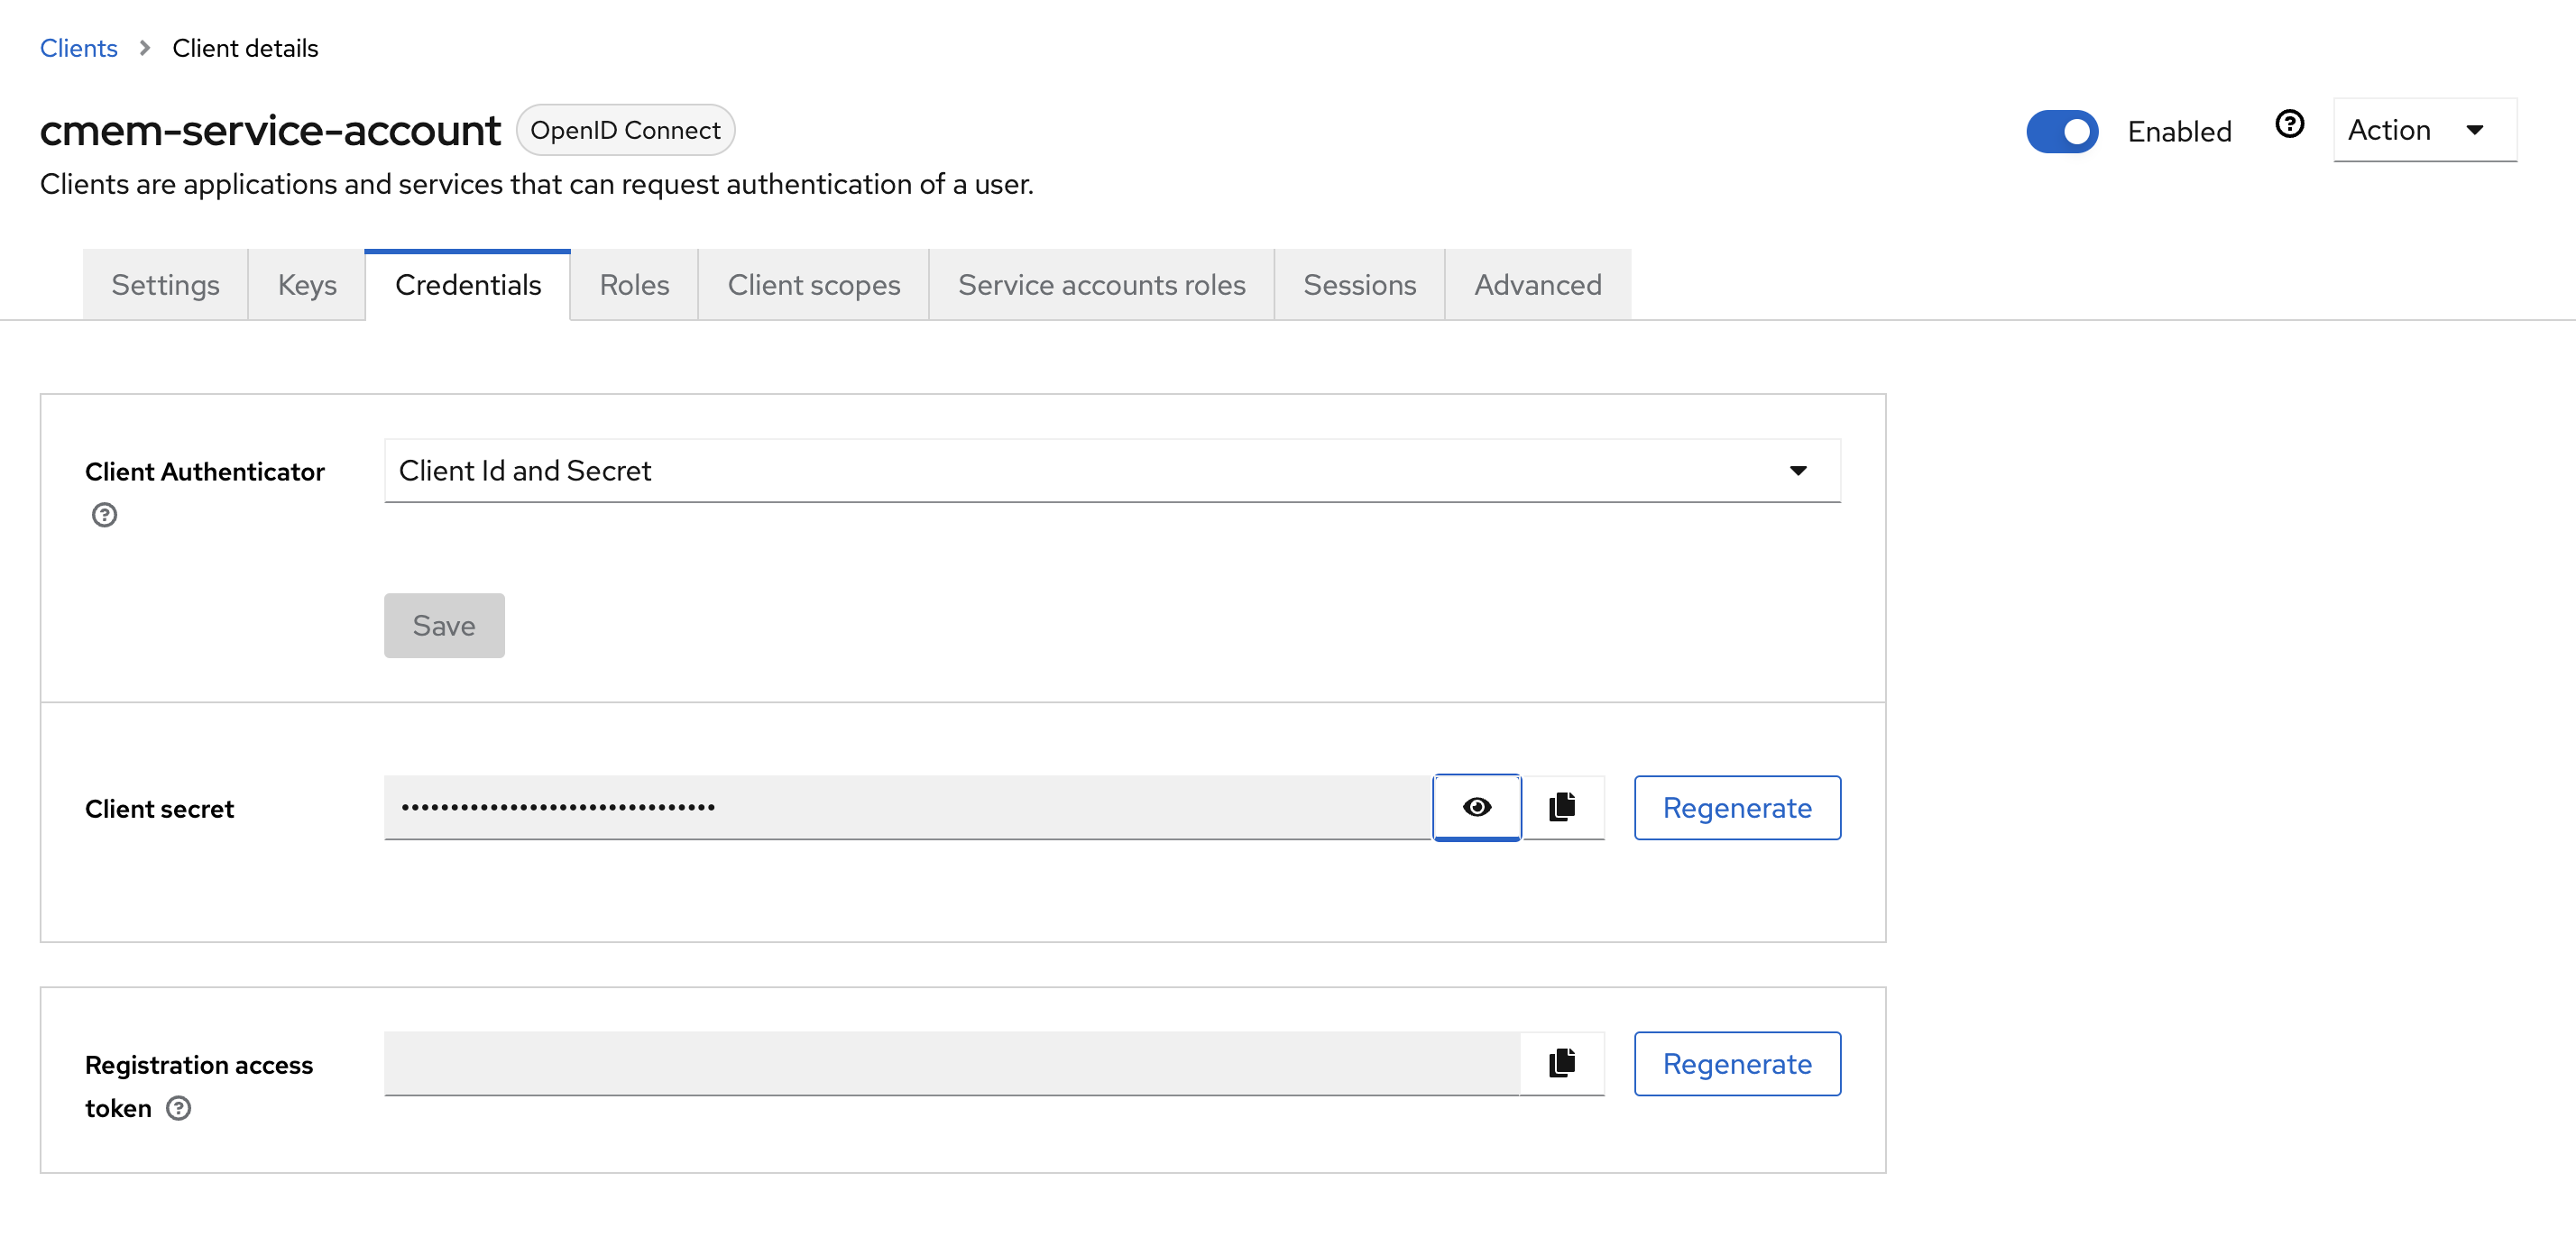 Clients > Client details
cmem-service-account OpenID Connect
Enabled
Action
Clients are applications and services that can request authentication of a user.
Settings Keys Credentials Roles Client scopes Service accounts roles Sessions Advanced
Client Authenticator
Client Id and Secret
Save
Client secret
••••••••••••••••••••••••••••••••
Regenerate
Registration access
token
Regenerate